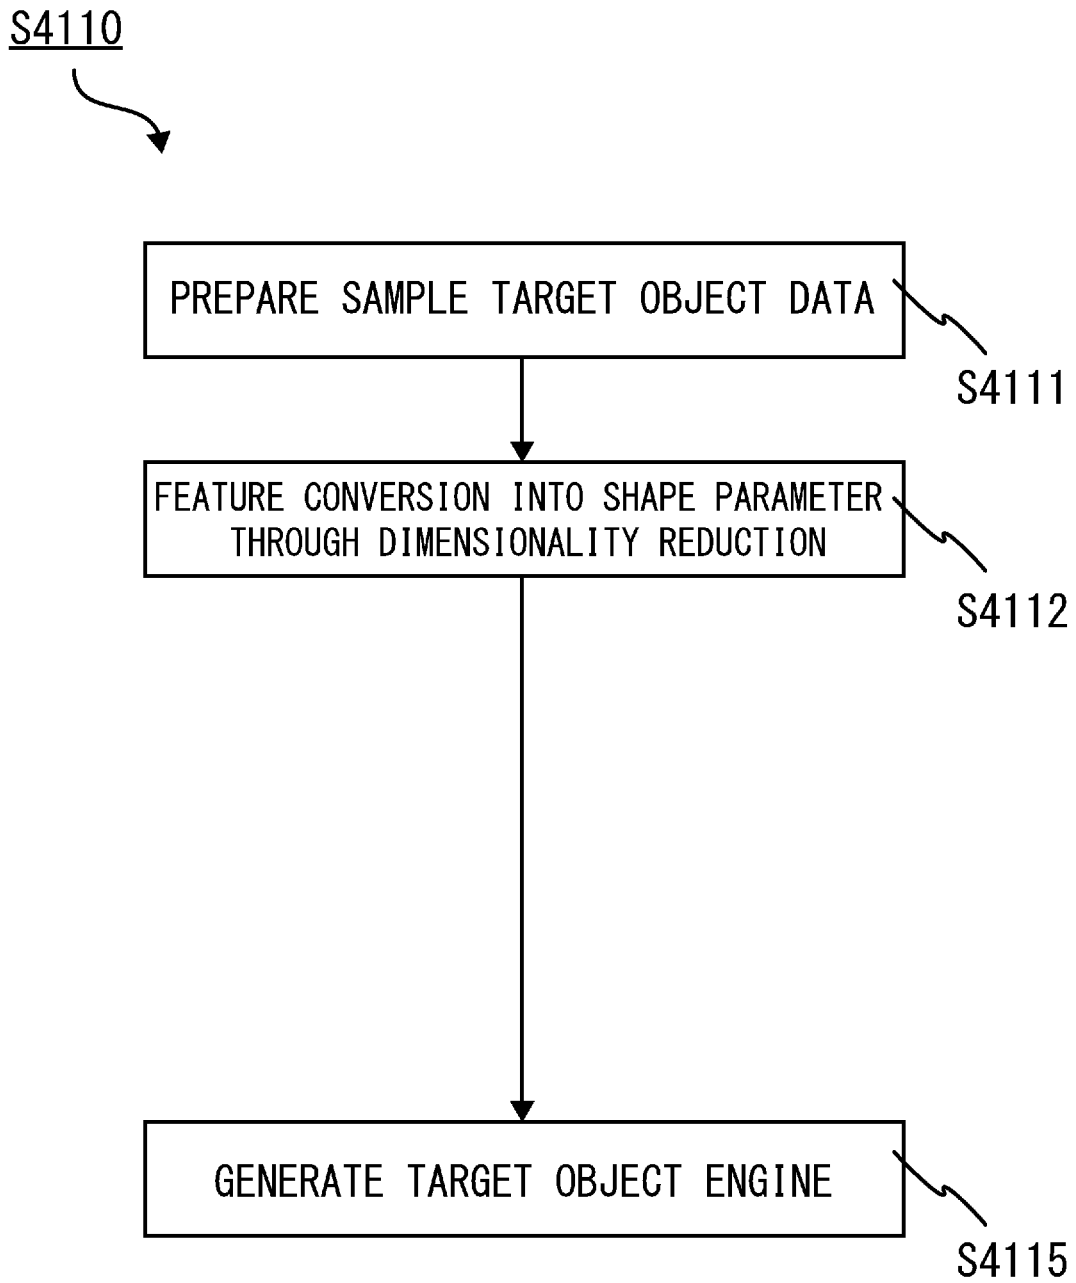 S4110
PREPARE SAMPLE TARGET OBJECT DATA
S4111
FEATURE CONVERSION INTO SHAPE PARAMETER
THROUGH DIMENSIONALITY REDUCTION
S4112
GENERATE TARGET OBJECT ENGINE
S4115